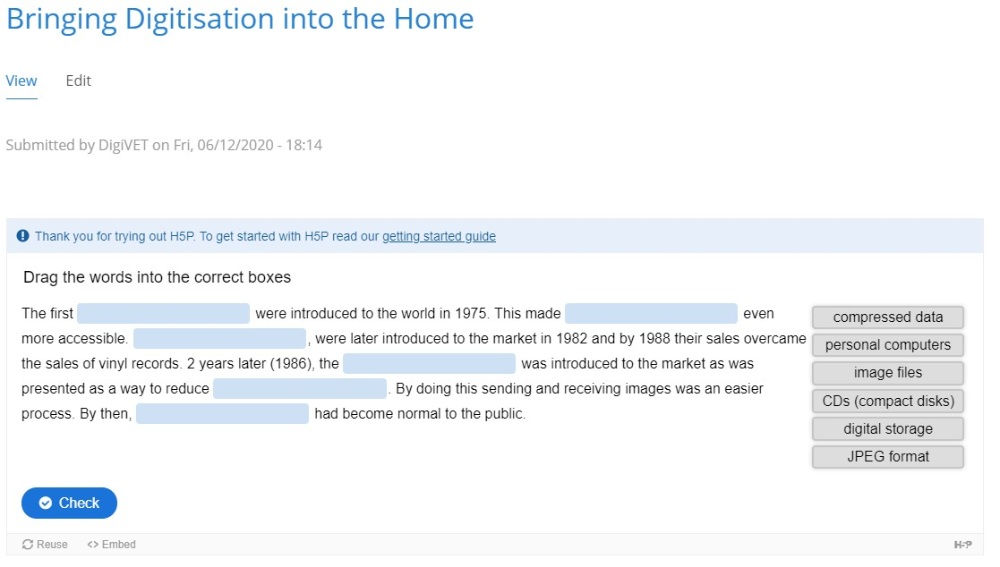 Bringing Digitisation into the Home
View Edit
Submitted by DigiVET on Fri, 06/12/2020 - 18:14
Thank you for trying out H5P. To get started with H5P read our getting started guide
Drag the words into the correct boxes
The first were introduced to the world in 1975. This made even
more accessible. , were later introduced to the market in 1982 and by 1988 their sales overcame
the sales of vinyl records. 2 years later (1986), the was introduced to the market as was
presented as a way to reduce . By doing this sending and receiving images was an easier
process. By then, had become normal to the public.
compressed data
personal computers
image files
CDs (compact disks)
digital storage
JPEG format
Check
Reuse Embed
H5P